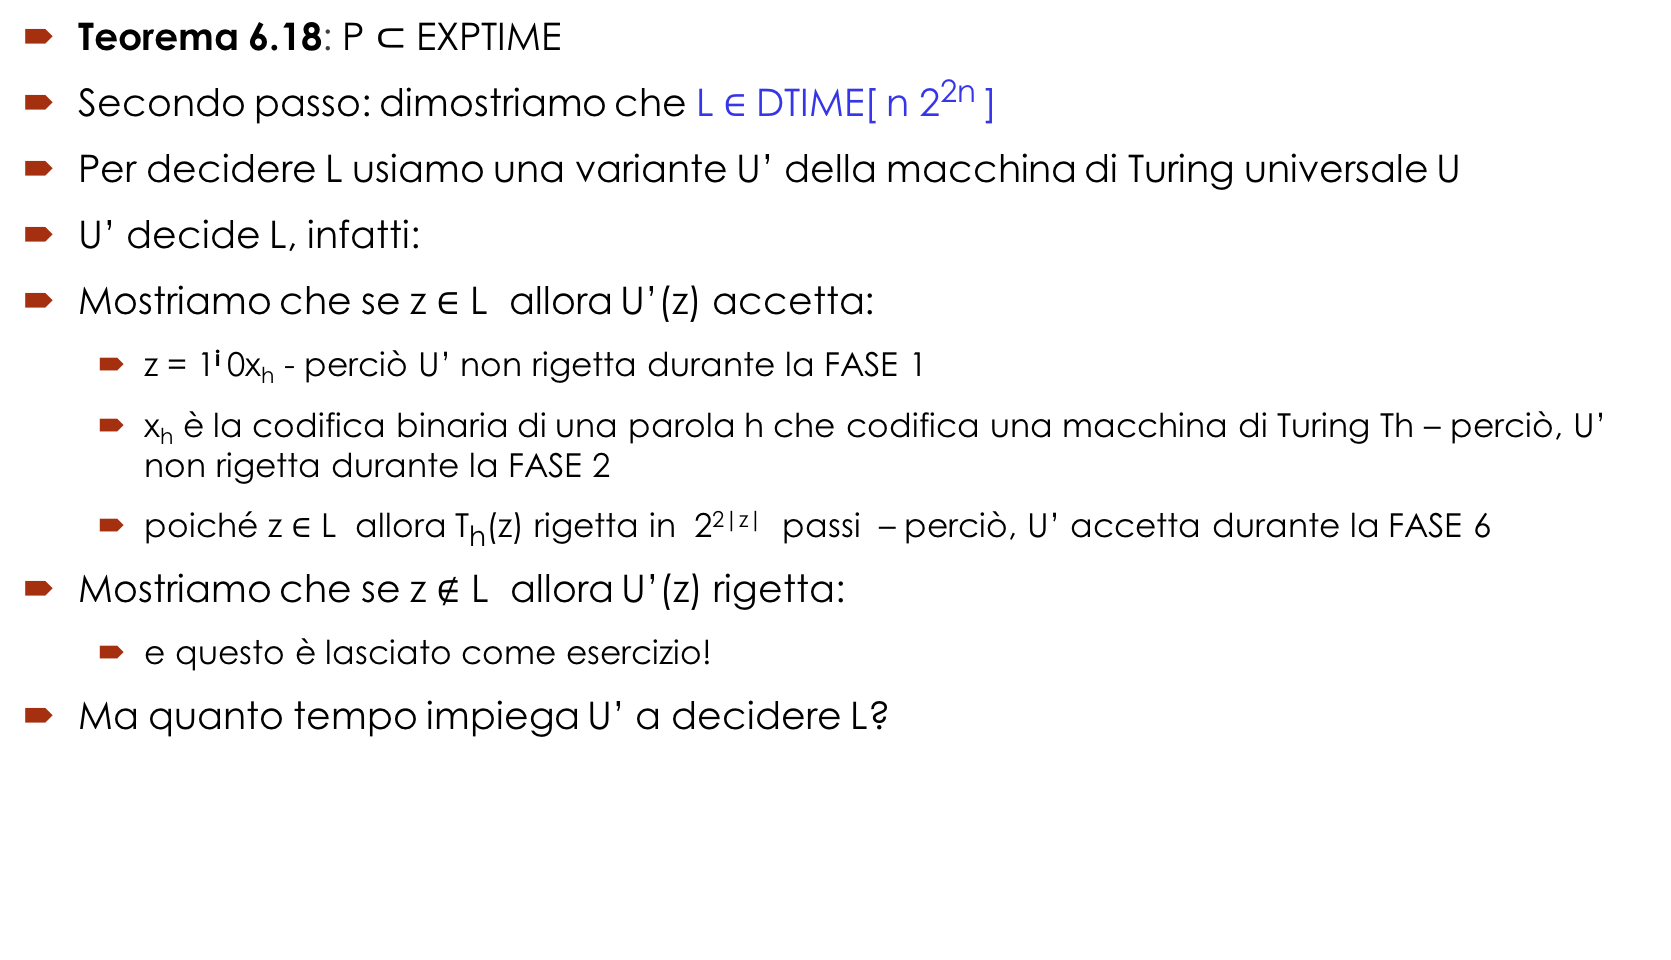 Teorema 6.18: P ⊂ EXPTIME
Secondo passo: dimostriamo che L ∈ DTIME[ n 2^2n ]
Per decidere L usiamo una variante U’ della macchina di Turing universale U
U’ decide L, infatti:
Mostriamo che se z ∈ L allora U’(z) accetta:
z = 1ⁱ 0xₕ - perciò U’ non rigetta durante la FASE 1
xₕ è la codifica binaria di una parola h che codifica una macchina di Turing Th – perciò, U’
non rigetta durante la FASE 2
poiché z ∈ L allora Tₕ(z) rigetta in 2^2|z| passi – perciò, U’ accetta durante la FASE 6
Mostriamo che se z ∉ L allora U’(z) rigetta:
e questo è lasciato come esercizio!
Ma quanto tempo impiega U’ a decidere L?